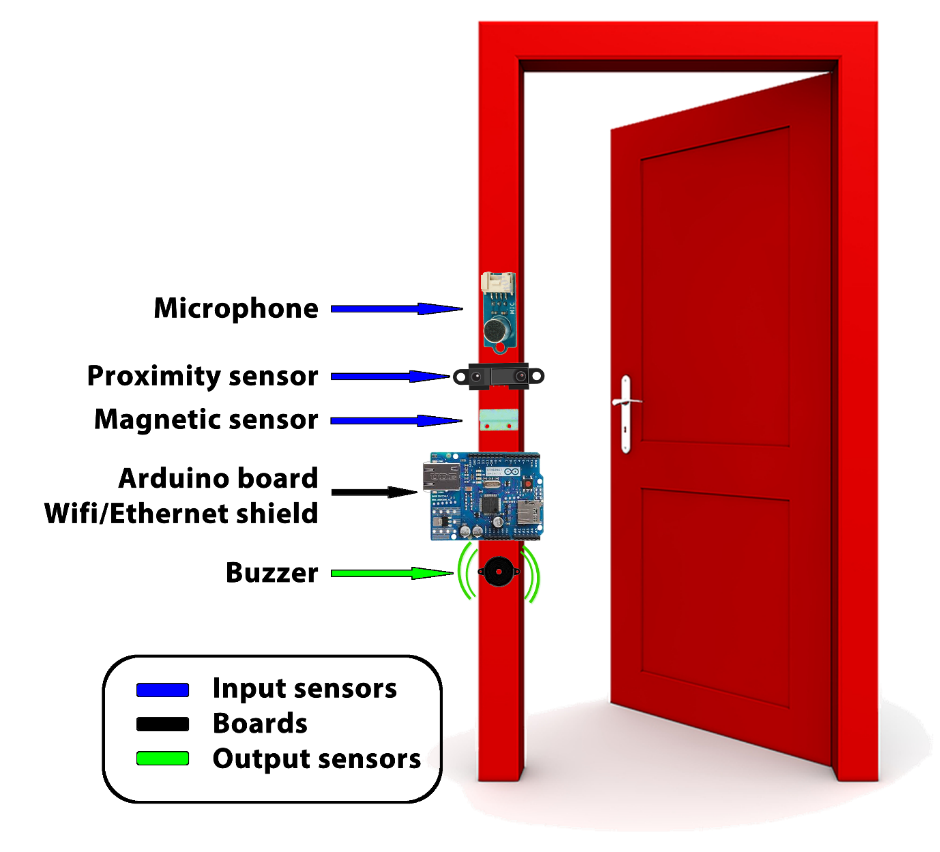 Microphone
Proximity sensor
Magnetic sensor
Arduino board
Wifi/Ethernet shield
Buzzer
Input sensors
Boards
Output sensors